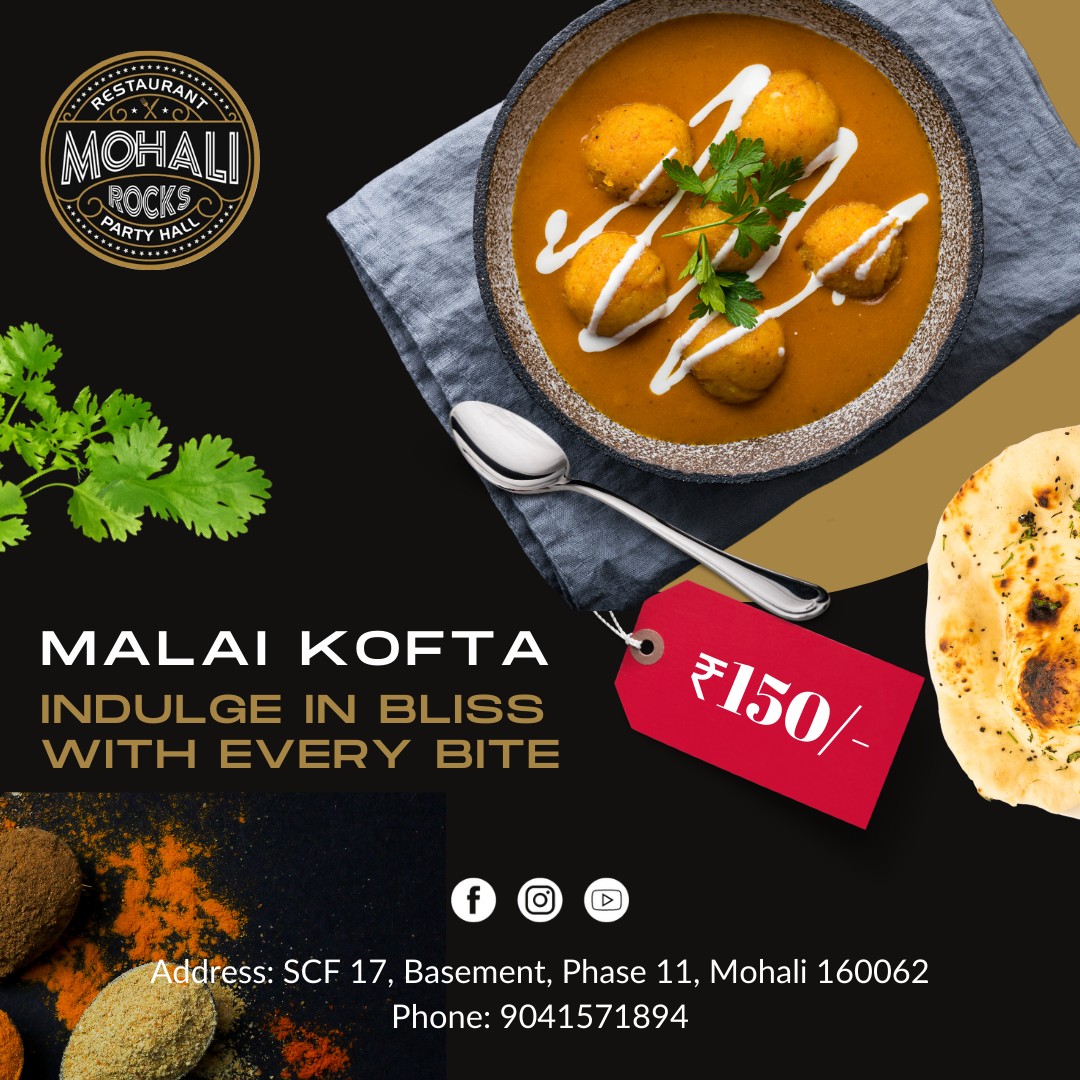 RESTAURANT
MOHALI
ROCKS
PARTY HALL
MALAI KOFTA
INDULGE IN BLISS
WITH EVERY BITE
₹150/-
Address: SCF 17, Basement, Phase 11, Mohali 160062
Phone: 9041571894